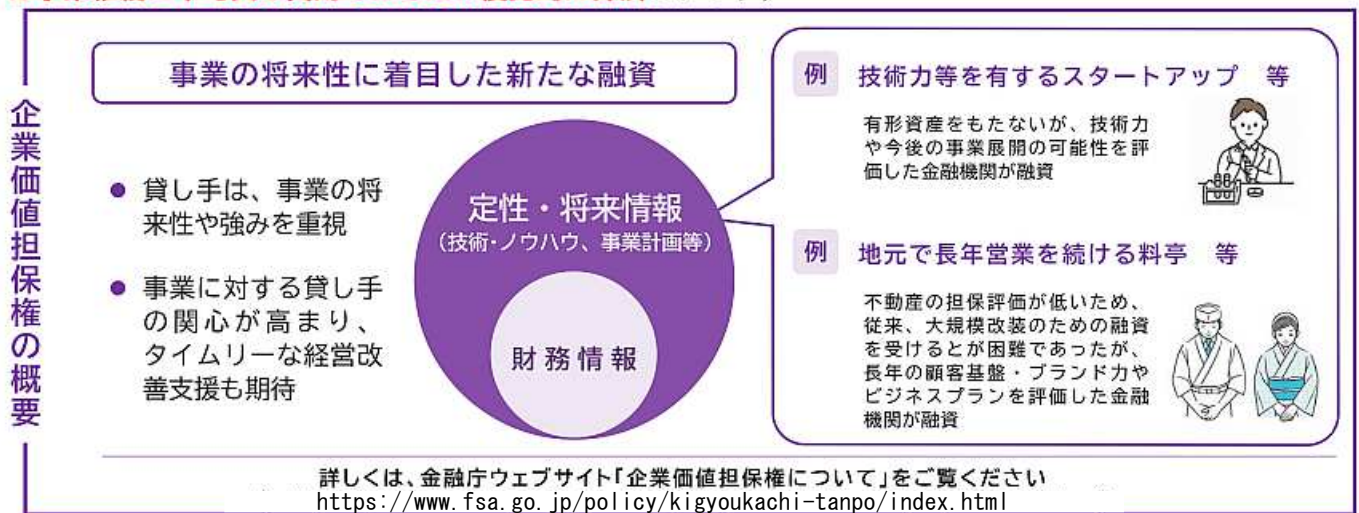 企業価値担保権の概要
事業の将来性に着目した新たな融資
● 貸し手は、事業の将
来性や強みを重視
● 事業に対する貸し手
の関心が高まり、
タイムリーな経営改
善支援も期待
定性・将来情報
(技術・ノウハウ、事業計画等)
財務情報
例 技術力等を有するスタートアップ 等
有形資産をもたないが、技術力
や今後の事業展開の可能性を評
価した金融機関が融資
例 地元で長年営業を続ける料亭 等
不動産の担保評価が低いため、
従来、大規模改装のための融資
を受けるとが困難であったが、
長年の顧客基盤・ブランド力や
ビジネスプランを評価した金融
機関が融資
詳しくは、金融庁ウェブサイト「企業価値担保権について」をご覧ください
https://www.fsa.go.jp/policy/kigyoukachi-tanpo/index.html